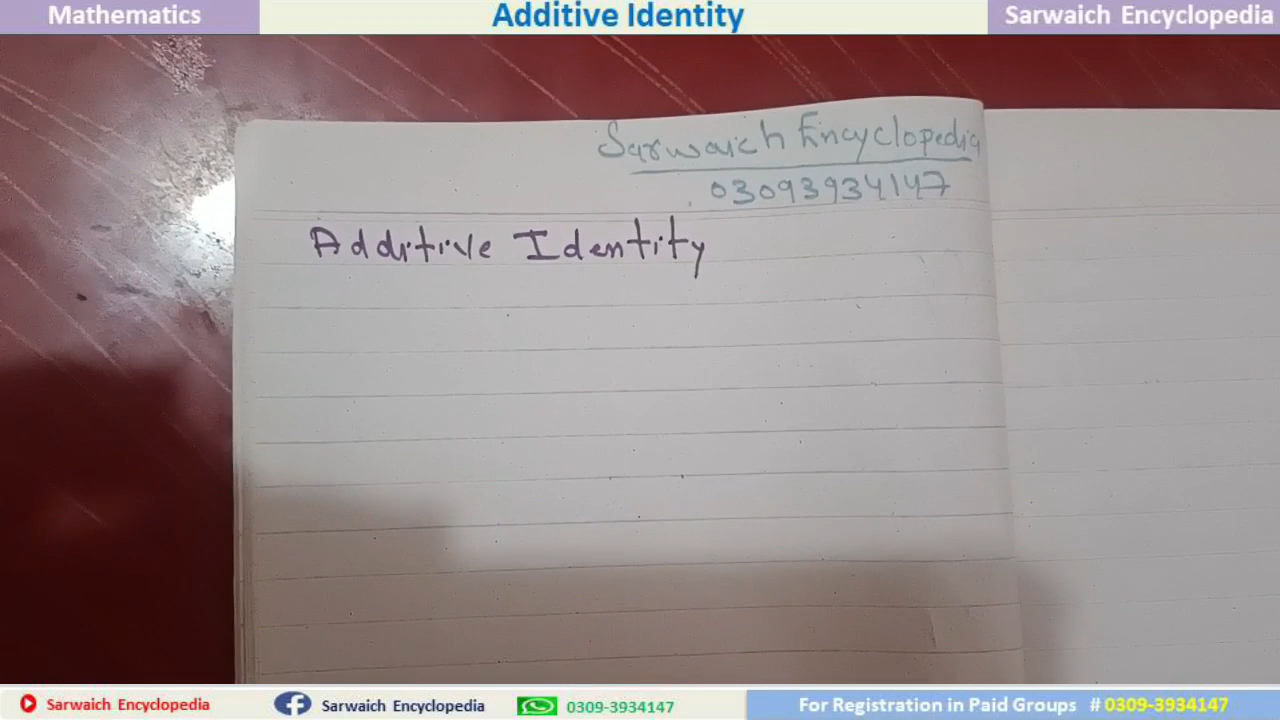 Mathematics
Additive Identity
Sarwaich Encyclopedia
Sarwaich Encyclopedia
03093934147
Additive Identity
Sarwaich Encyclopedia
Sarwaich Encyclopedia
0309-3934147
For Registration in Paid Groups # 0309-3934147